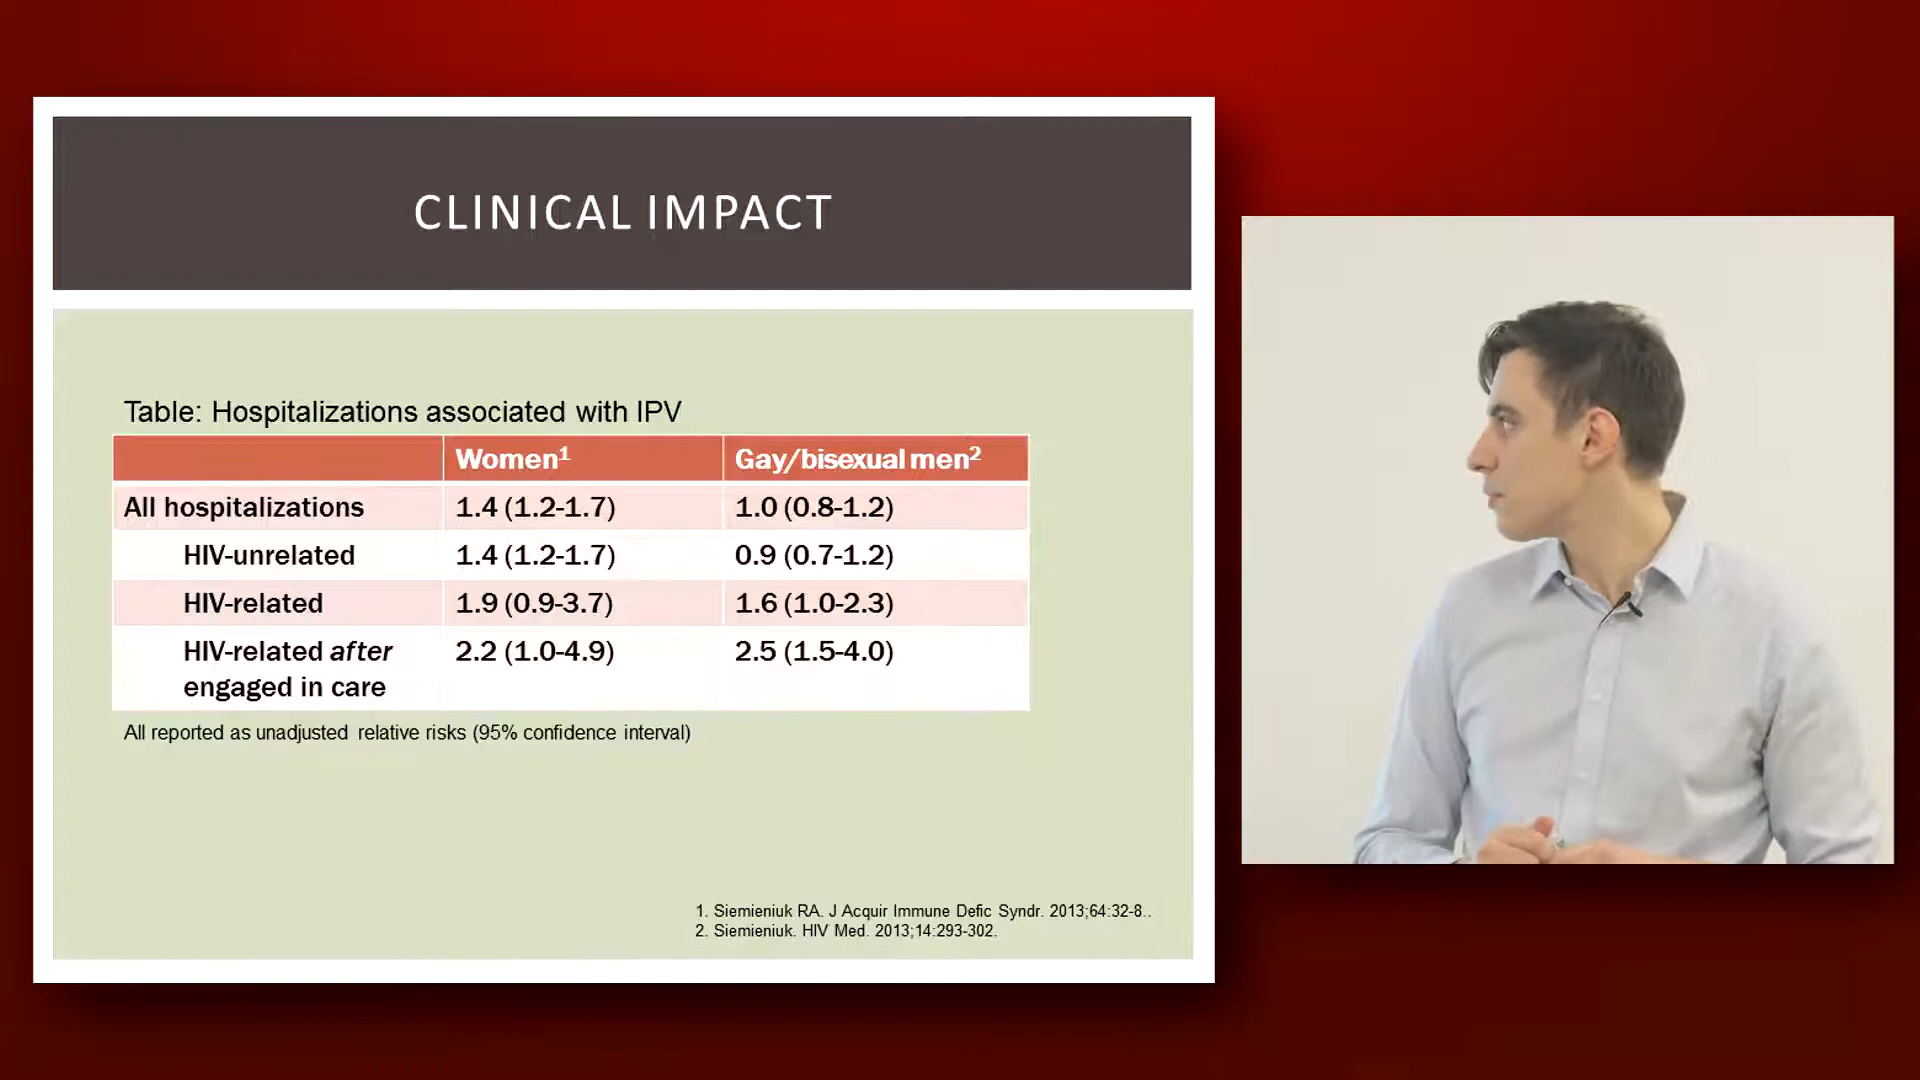 CLINICAL IMPACT
Table: Hospitalizations associated with IPV
Women¹ Gay/bisexual men²
All hospitalizations 1.4 (1.2-1.7) 1.0 (0.8-1.2)
HIV-unrelated 1.4 (1.2-1.7) 0.9 (0.7-1.2)
HIV-related 1.9 (0.9-3.7) 1.6 (1.0-2.3)
HIV-related after 2.2 (1.0-4.9) 2.5 (1.5-4.0)
engaged in care
All reported as unadjusted relative risks (95% confidence interval)
1. Siemieniuk RA. J Acquir Immune Defic Syndr. 2013;64:32-8..
2. Siemieniuk. HIV Med. 2013;14:293-302.